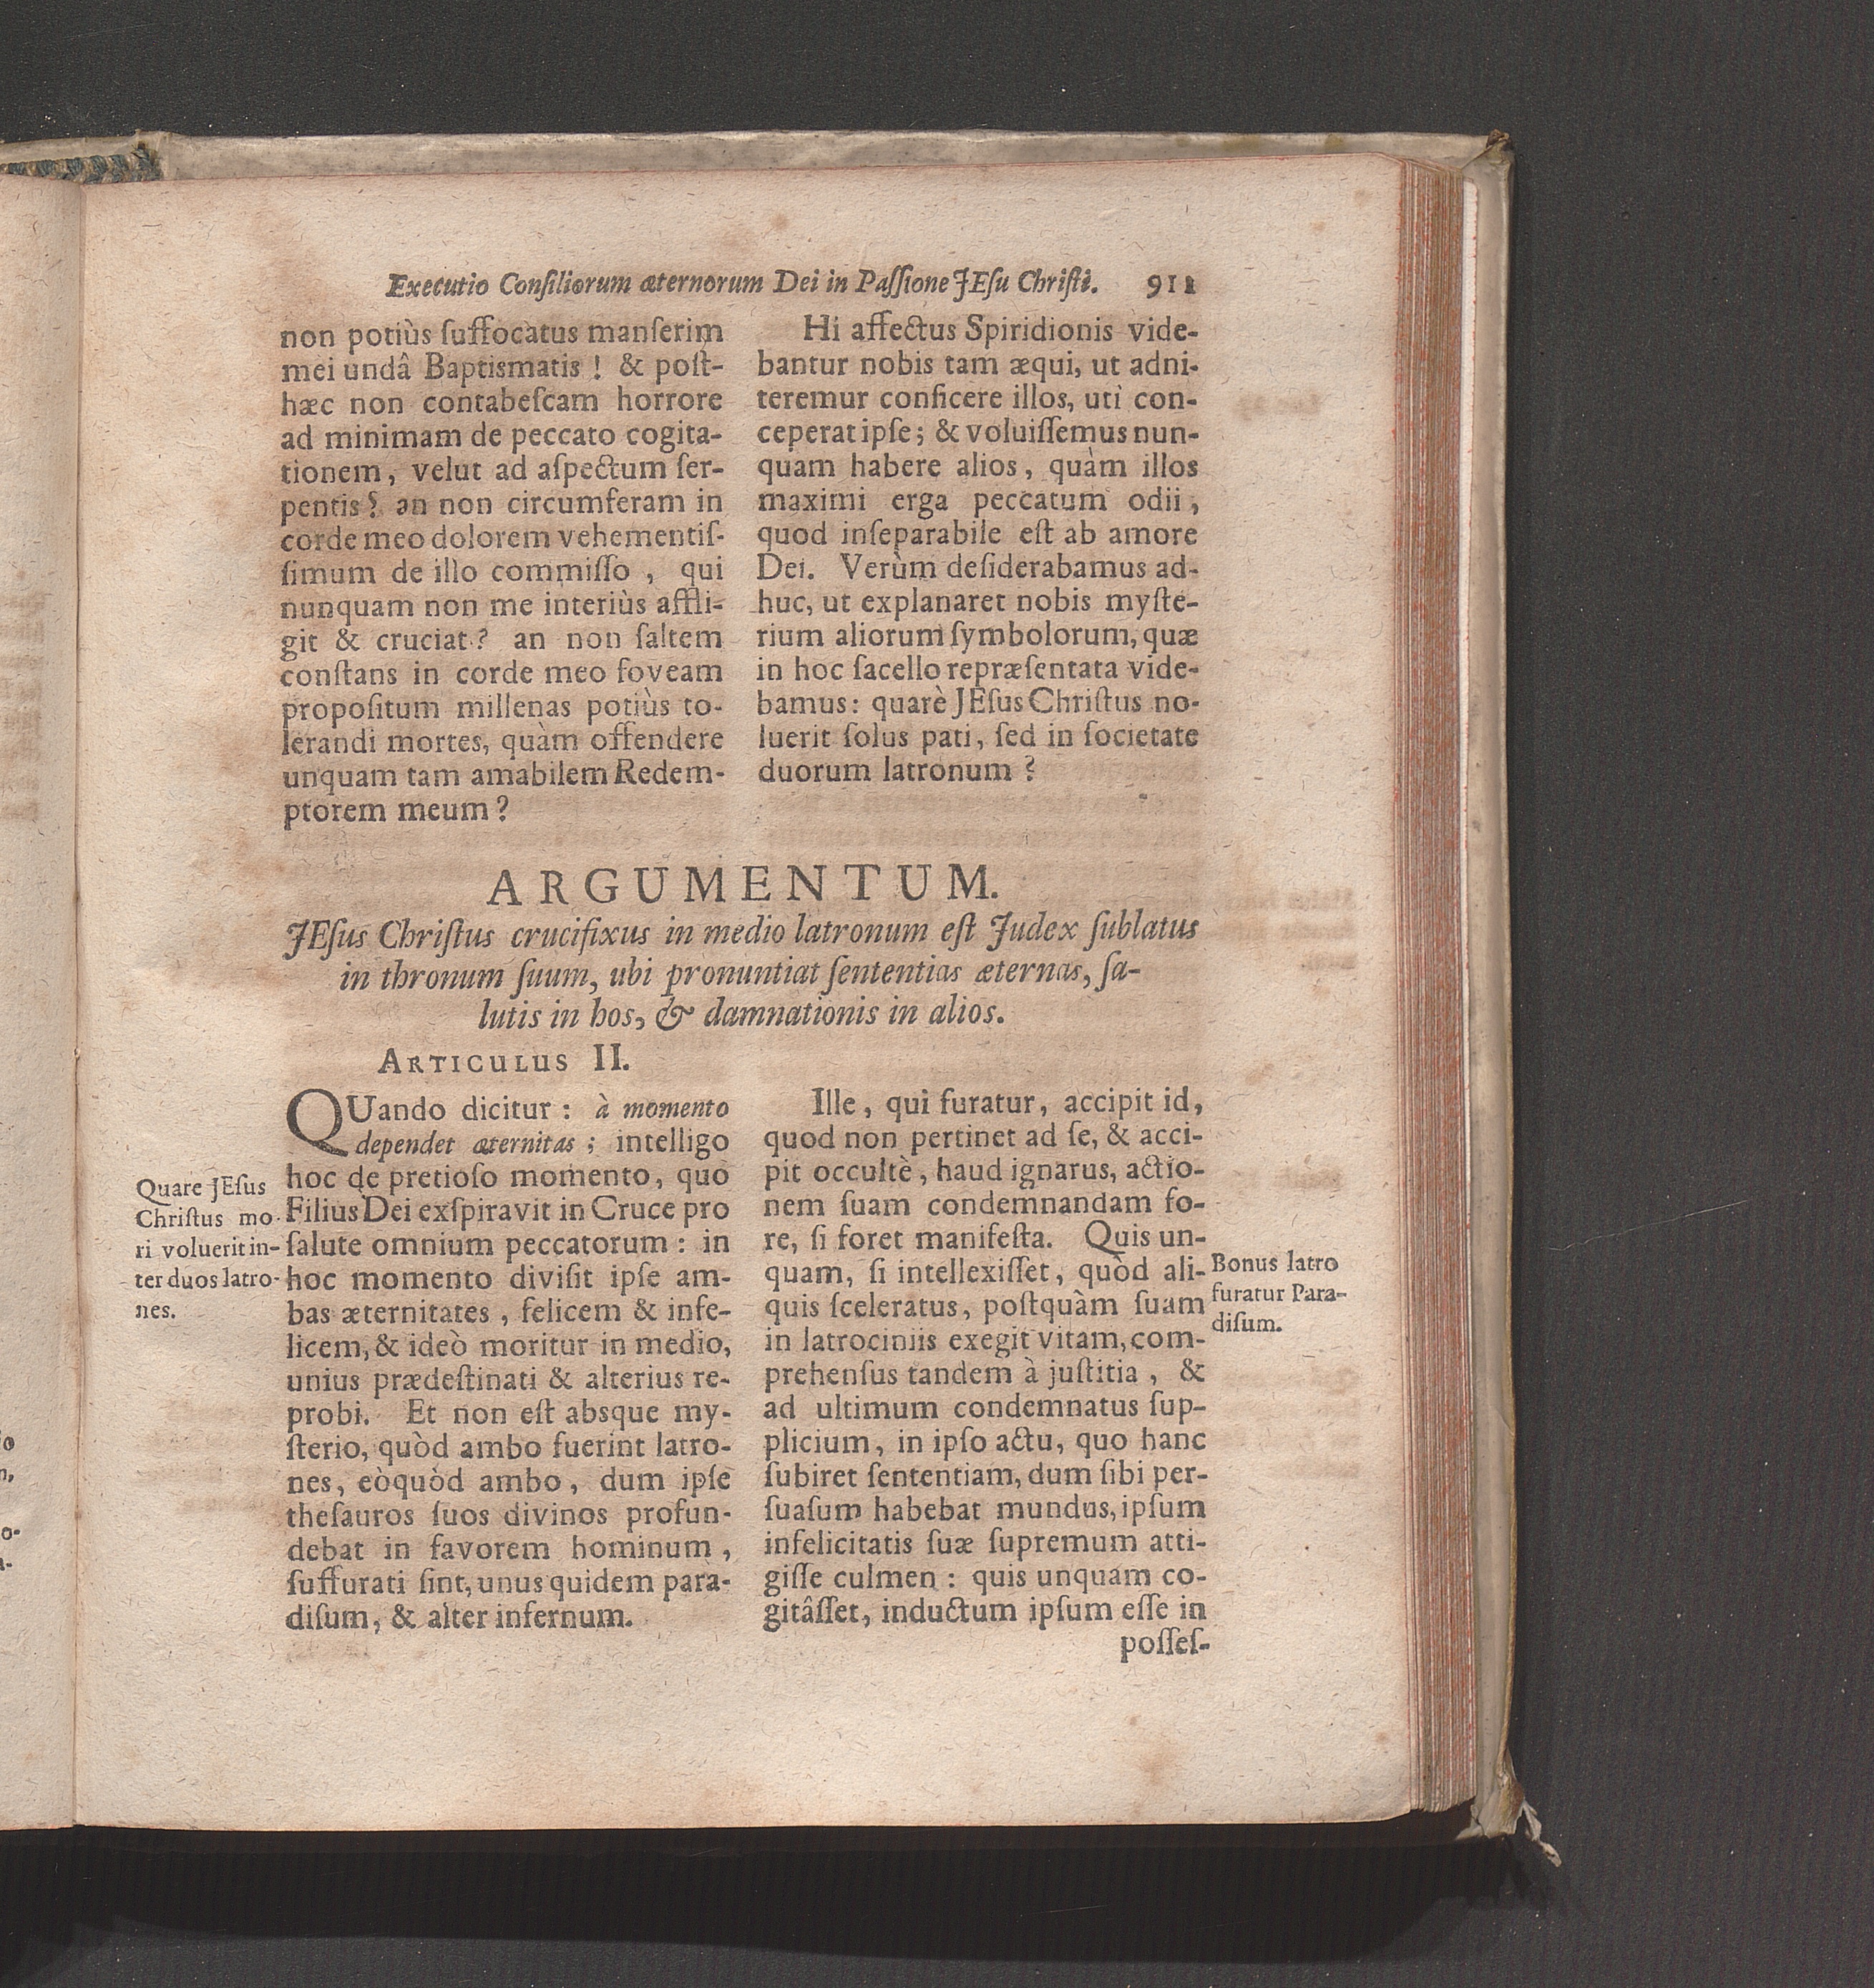 Executio Consiliorum æternorum Dei in Passione JEsu Christi. 911
non potiùs suffocatus manserim
mei undâ Baptismatis ! & post-
hæc non contabescam horrore
ad minimam de peccato cogita-
tionem, velut ad aspectum ser-
pentis? an non circumferam in
corde meo dolorem vehementis-
simum de illo commisso, qui
nunquam non me interiùs affli-
git & cruciat? an non saltem
constans in corde meo foveam
propositum millenas potiùs to-
lerandi mortes, quàm offendere
unquam tam amabilem Redem-
ptorem meum?
Hi affectus Spiridionis vide-
bantur nobis tam æqui, ut adni-
teremur conficere illos, uti con-
ceperat ipse; & voluissemus nun-
quam habere alios, quàm illos
maximi erga peccatum odii,
quod inseparabile est ab amore
Dei. Verùm desiderabamus ad-
huc, ut explanaret nobis myste-
rium aliorum symbolorum, quæ
in hoc sacello repræsentata vide-
bamus: quarè JEsus Christus no-
luerit solus pati, sed in societate
duorum latronum ?
ARGUMENTUM.
JEsus Christus crucifixus in medio latronum est Judex sublatus
in thronum suum, ubi pronuntiat sententias æternas, sa-
lutis in hos, & damnationis in alios.
ARTICULUS II.
QUando dicitur : à momento
dependet æternitas ; intelligo
hoc de pretioso momento, quo
Filius Dei exspiravit in Cruce pro
salute omnium peccatorum : in
hoc momento divisit ipse am-
bas æternitates, felicem & infe-
licem, & ideò moritur in medio,
unius prædestinati & alterius re-
probi. Et non est absque my-
sterio, quòd ambo fuerint latro-
nes, eòquòd ambo, dum ipse
thesauros suos divinos profun-
debat in favorem hominum,
suffurati sint, unus quidem para-
disum, & alter infernum.
Quare JEsus
Christus mo-
ri voluerit in-
ter duos latro-
nes.
Ille, qui furatur, accipit id,
quod non pertinet ad se, & acci-
pit occultè, haud ignarus, actio-
nem suam condemnandam fo-
re, si foret manifesta. Quis un-
quam, si intellexisset, quòd ali-
quis sceleratus, postquàm suam
in latrociniis exegit vitam, com-
prehensus tandem à justitia, &
ad ultimum condemnatus sup-
plicium, in ipso actu, quo hanc
subiret sententiam, dum sibi per-
suasum habebat mundus, ipsum
infelicitatis suæ supremum atti-
gisse culmen : quis unquam co-
gitâsset, inductum ipsum esse in
posses-
Bonus latro
furatur Para-
disum.